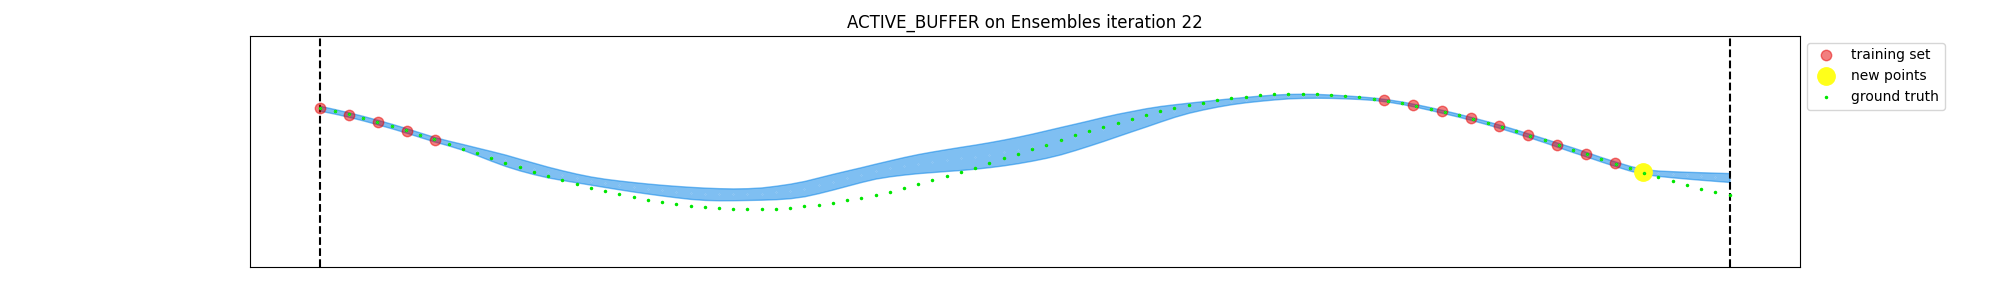 ACTIVE_BUFFER on Ensembles iteration 22
training set
new points
ground truth